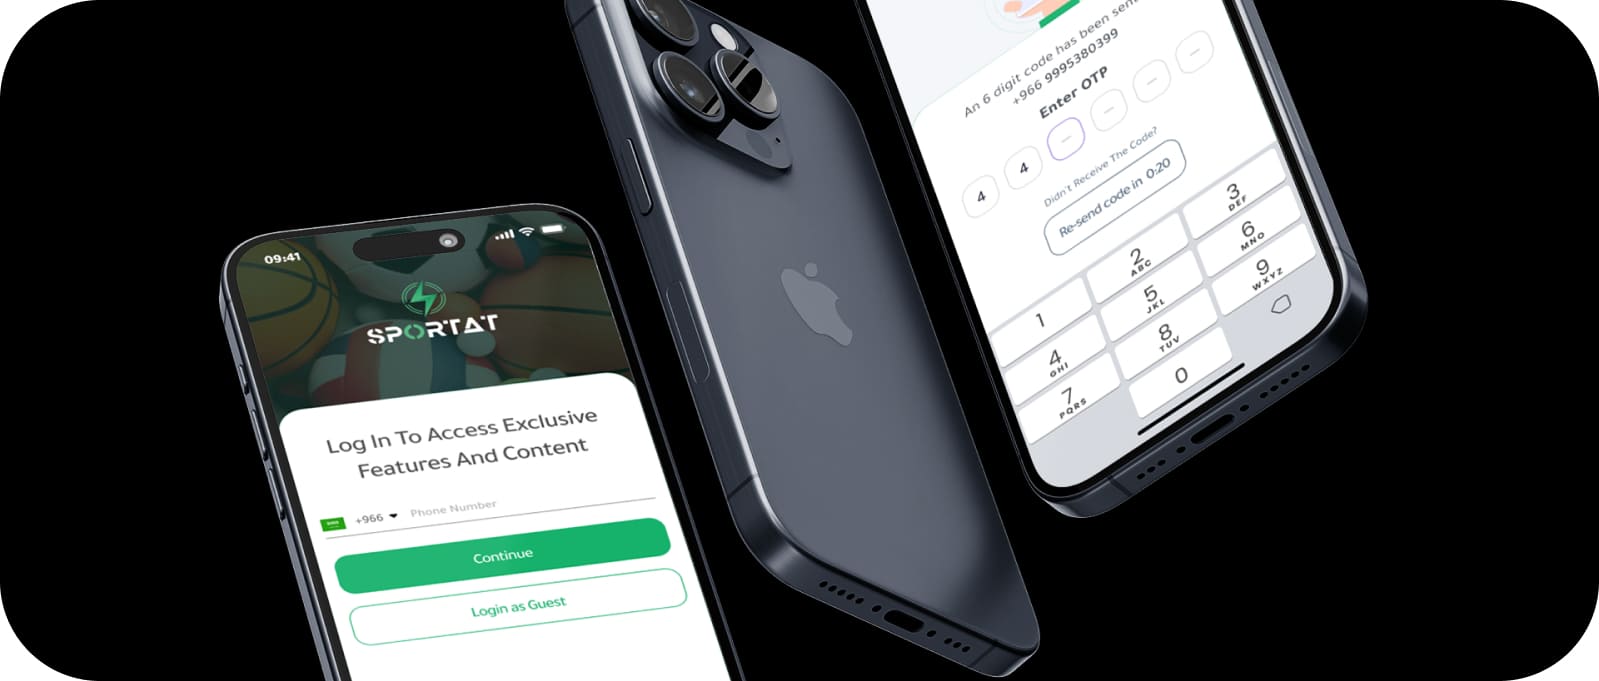 09:41
SPORTAT
Log In To Access Exclusive
Features And Content
+966 Phone Number
Continue
Login as Guest
An 6 digit code has been sent
+966 9995380399
Enter OTP
4 4 – – – –
Didn't Receive The Code?
Re-send code in 0:20
1
2 ABC
3 DEF
4 GHI
5 JKL
6 MNO
7 PQRS
8 TUV
9 WXYZ
0